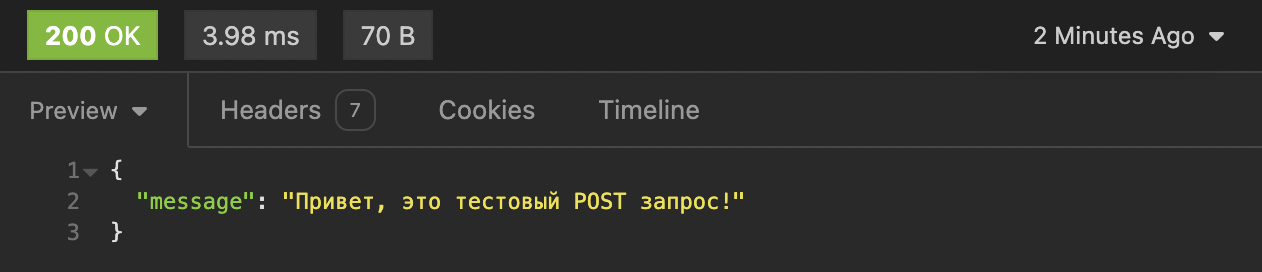 200 OK 3.98 ms 70 B 2 Minutes Ago
Preview Headers 7 Cookies Timeline
1 {
2 "message": "Привет, это тестовый POST запрос!"
3 }